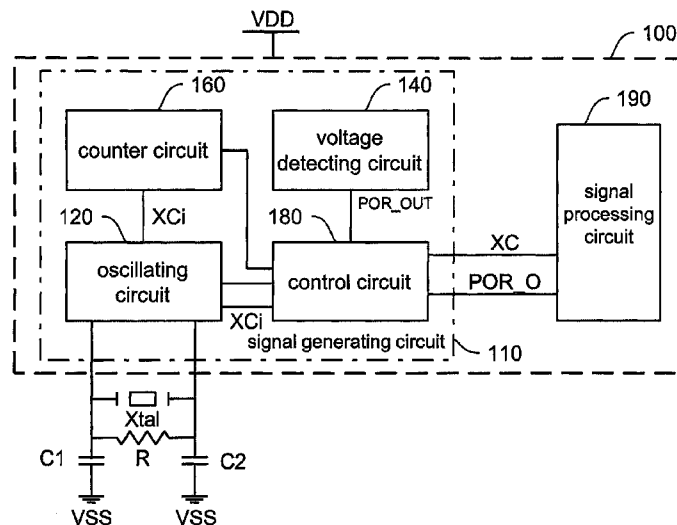 VDD
100
160
140
190
counter circuit
voltage
detecting circuit
signal
processing
circuit
XCi
POR_OUT
120
180
XC
oscillating
circuit
control circuit
POR_O
XCi
signal generating circuit
110
Xtal
C1
R
C2
VSS
VSS